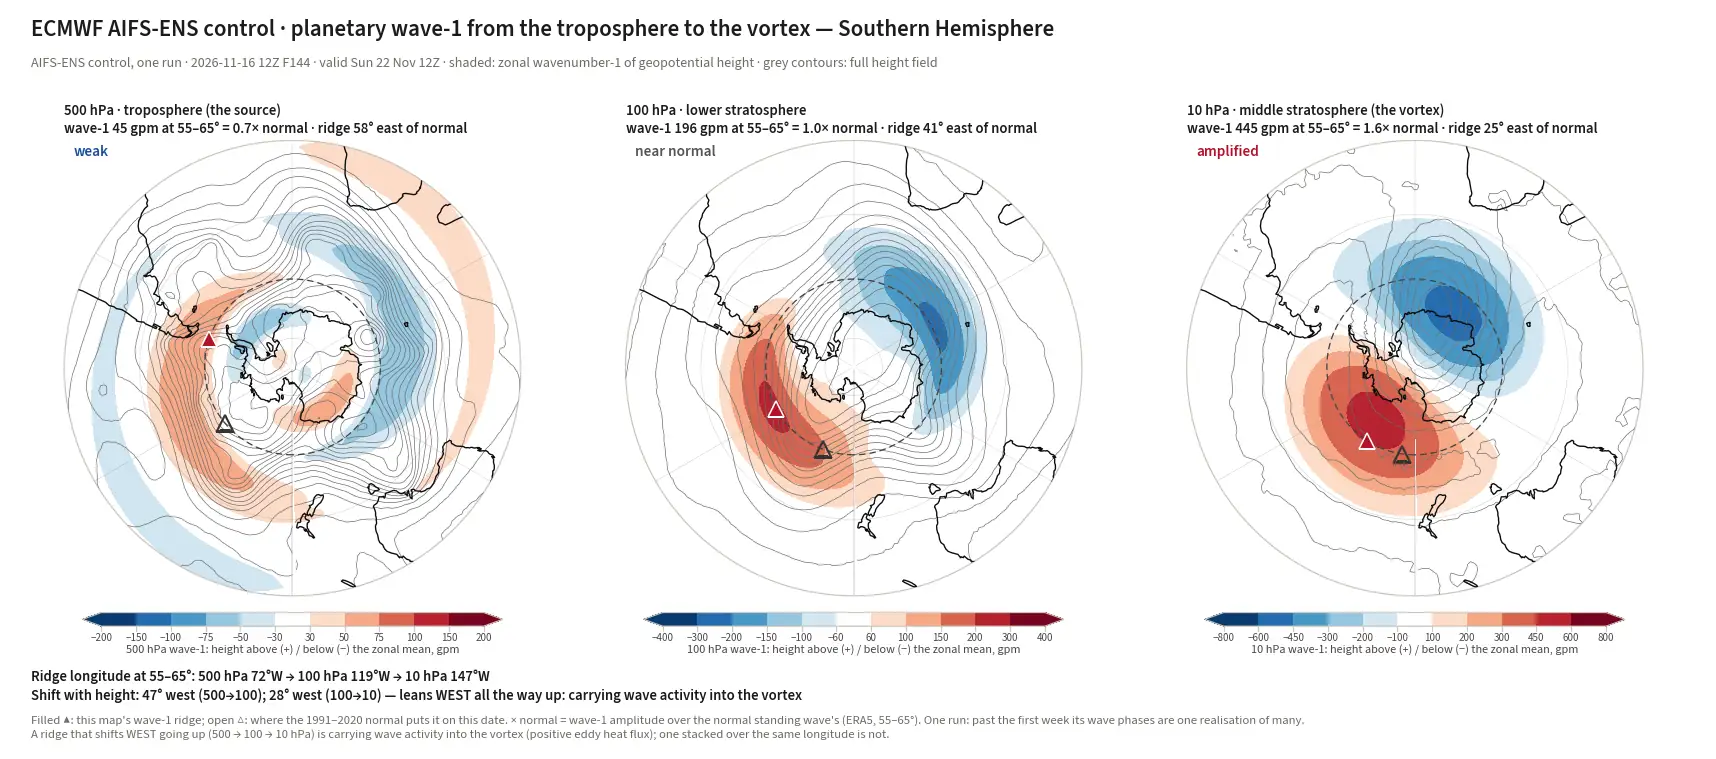 ECMWF AIFS-ENS control · planetary wave-1 from the troposphere to the vortex — Southern Hemisphere
AIFS-ENS control, one run · 2026-11-16 12Z F144 · valid Sun 22 Nov 12Z · shaded: zonal wavenumber-1 of geopotential height · grey contours: full height field
500 hPa · troposphere (the source)
wave-1 45 gpm at 55–65° = 0.7× normal · ridge 58° east of normal
weak
100 hPa · lower stratosphere
wave-1 196 gpm at 55–65° = 1.0× normal · ridge 41° east of normal
near normal
10 hPa · middle stratosphere (the vortex)
wave-1 445 gpm at 55–65° = 1.6× normal · ridge 25° east of normal
amplified
−200 −150 −100 −75 −50 −30 30 50 75 100 150 200
500 hPa wave-1: height above (+) / below (−) the zonal mean, gpm
−400 −300 −200 −150 −100 −60 60 100 150 200 300 400
100 hPa wave-1: height above (+) / below (−) the zonal mean, gpm
−800 −600 −450 −300 −200 −100 100 200 300 450 600 800
10 hPa wave-1: height above (+) / below (−) the zonal mean, gpm
Ridge longitude at 55–65°: 500 hPa 72°W → 100 hPa 119°W → 10 hPa 147°W
Shift with height: 47° west (500→100); 28° west (100→10) — leans WEST all the way up: carrying wave activity into the vortex
Filled ▲: this map's wave-1 ridge; open △: where the 1991–2020 normal puts it on this date. × normal = wave-1 amplitude over the normal standing wave's (ERA5, 55–65°). One run: past the first week its wave phases are one realisation of many.
A ridge that shifts WEST going up (500 → 100 → 10 hPa) is carrying wave activity into the vortex (positive eddy heat flux); one stacked over the same longitude is not.